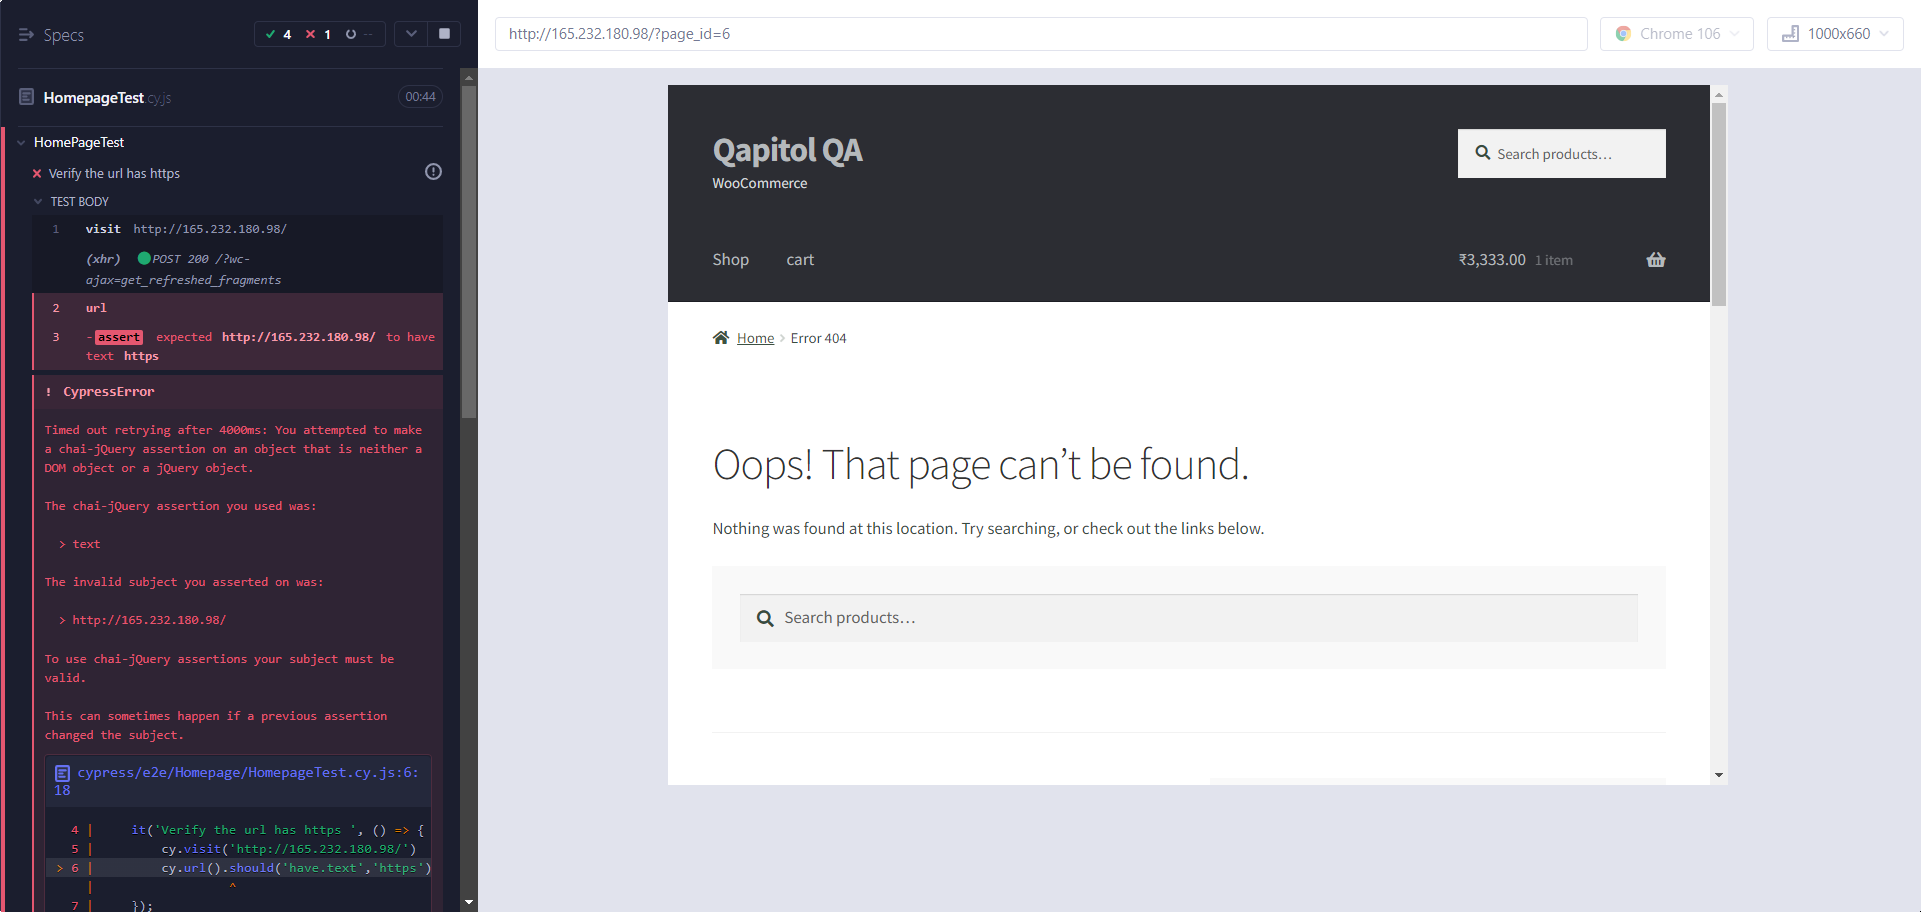 Specs
4
1
--
http://165.232.180.98/?page_id=6
Chrome 106
1000x660
HomepageTest.cy.js
00:44
HomePageTest
Verify the url has https
TEST BODY
1 visit http://165.232.180.98/
(xhr) POST 200 /?wc-
ajax=get_refreshed_fragments
2 url
3 -assert expected http://165.232.180.98/ to have
text https
! CypressError
Timed out retrying after 4000ms: You attempted to make
a chai-jQuery assertion on an object that is neither a
DOM object or a jQuery object.
The chai-jQuery assertion you used was:
> text
The invalid subject you asserted on was:
> http://165.232.180.98/
To use chai-jQuery assertions your subject must be
valid.
This can sometimes happen if a previous assertion
changed the subject.
cypress/e2e/Homepage/HomepageTest.cy.js:6:
18
4 | it('Verify the url has https ', () => {
5 | cy.visit('http://165.232.180.98/')
> 6 | cy.url().should('have.text','https')
| ^
7 | });
Qapitol QA
WooCommerce
Search products…
Shop
cart
₹3,333.00 1 item
Home > Error 404
Oops! That page can’t be found.
Nothing was found at this location. Try searching, or check out the links below.
Search products…